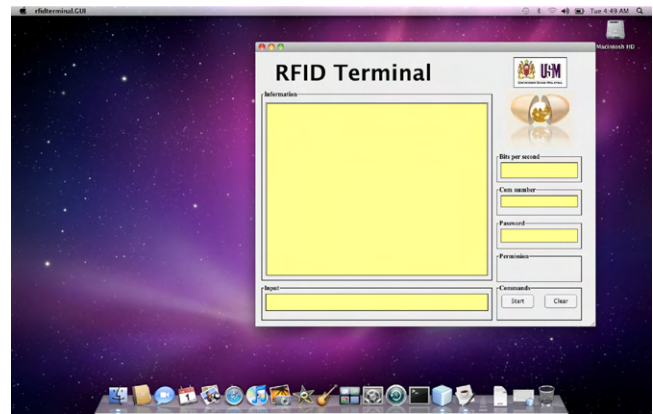 rfidterminal.GUI
Tue 4:49 AM
Macintosh HD
RFID Terminal
USM
Information
Bits per second
Com number
Password
Permission
Input
Commands
Start
Clear